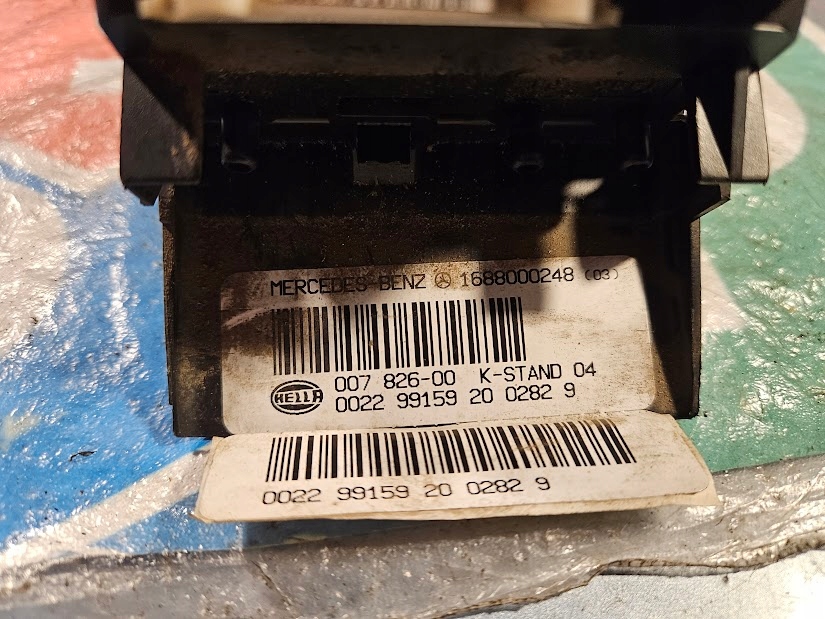 MERCEDES-BENZ 1688000248 (03)
007 826-00 K-STAND 04
HELLA
0022 99159 20 0282 9
0022 99159 20 0282 9